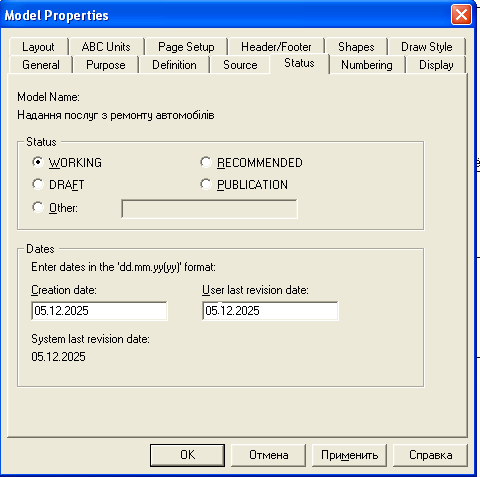 Model Properties
Layout ABC Units Page Setup Header/Footer Shapes Draw Style
General Purpose Definition Source Status Numbering Display
Model Name:
Надання послуг з ремонту автомобілів
Status
WORKING RECOMMENDED
DRAFT PUBLICATION
Other:
Dates
Enter dates in the 'dd.mm.yy(yy)' format:
Creation date: User last revision date:
05.12.2025 05.12.2025
System last revision date:
05.12.2025
OK Отмена Применить Справка